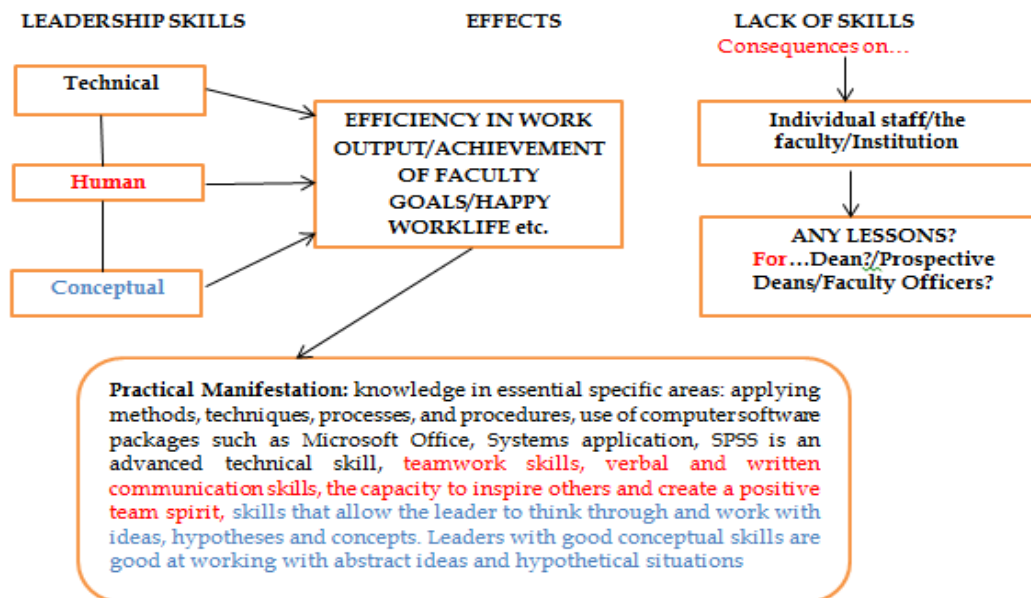 LEADERSHIP SKILLS
EFFECTS
LACK OF SKILLS
Consequences on...
Technical
Human
Conceptual
EFFICIENCY IN WORK
OUTPUT/ACHIEVEMENT
OF FACULTY
GOALS/HAPPY
WORKLIFE etc.
Individual staff/the
faculty/Institution
ANY LESSONS?
For...Dean?/Prospective
Deans/Faculty Officers?
Practical Manifestation: knowledge in essential specific areas: applying
methods, techniques, processes, and procedures, use of computer software
packages such as Microsoft Office, Systems application, SPSS is an
advanced technical skill, teamwork skills, verbal and written
communication skills, the capacity to inspire others and create a positive
team spirit, skills that allow the leader to think through and work with
ideas, hypotheses and concepts. Leaders with good conceptual skills are
good at working with abstract ideas and hypothetical situations